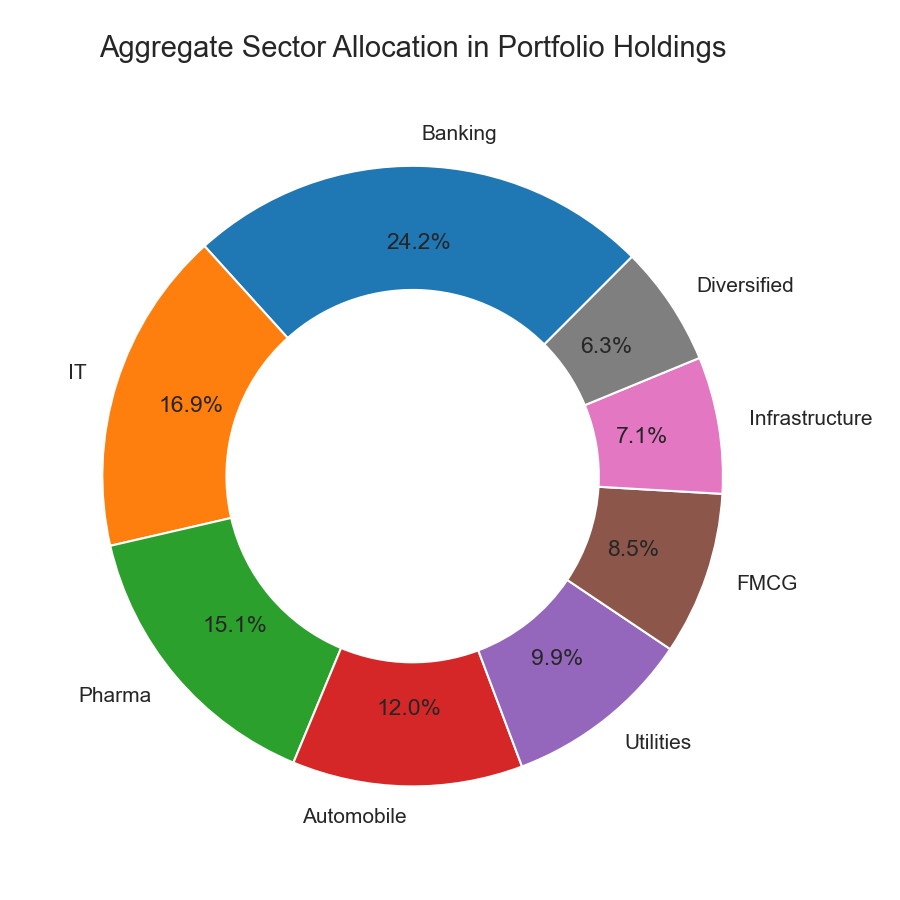 Aggregate Sector Allocation in Portfolio Holdings
Banking
24.2%
Diversified
6.3%
IT
16.9%
Infrastructure
7.1%
FMCG
8.5%
Pharma
15.1%
Utilities
9.9%
Automobile
12.0%